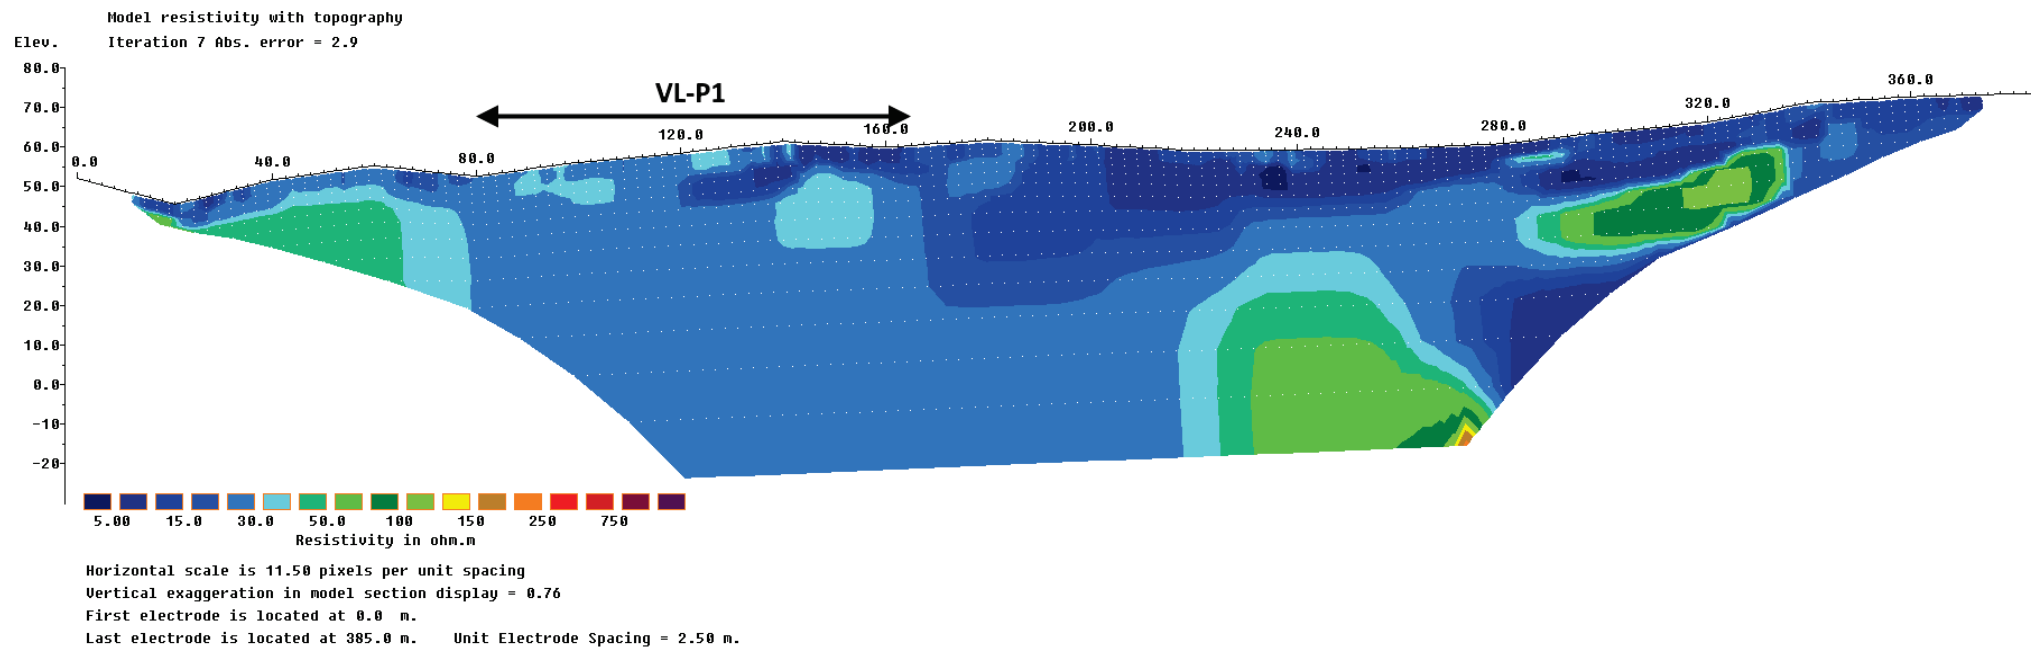 Model resistivity with topography
Elev. Iteration 7 Abs. error = 2.9
80.0
70.0
60.0
50.0
40.0
30.0
20.0
10.0
0.0
-10
-20
VL-P1
0.0 40.0 80.0 120.0 160.0 200.0 240.0 280.0 320.0 360.0
5.00 15.0 30.0 50.0 100 150 250 750
Resistivity in ohm.m
Horizontal scale is 11.50 pixels per unit spacing
Vertical exaggeration in model section display = 0.76
First electrode is located at 0.0 m.
Last electrode is located at 385.0 m. Unit Electrode Spacing = 2.50 m.